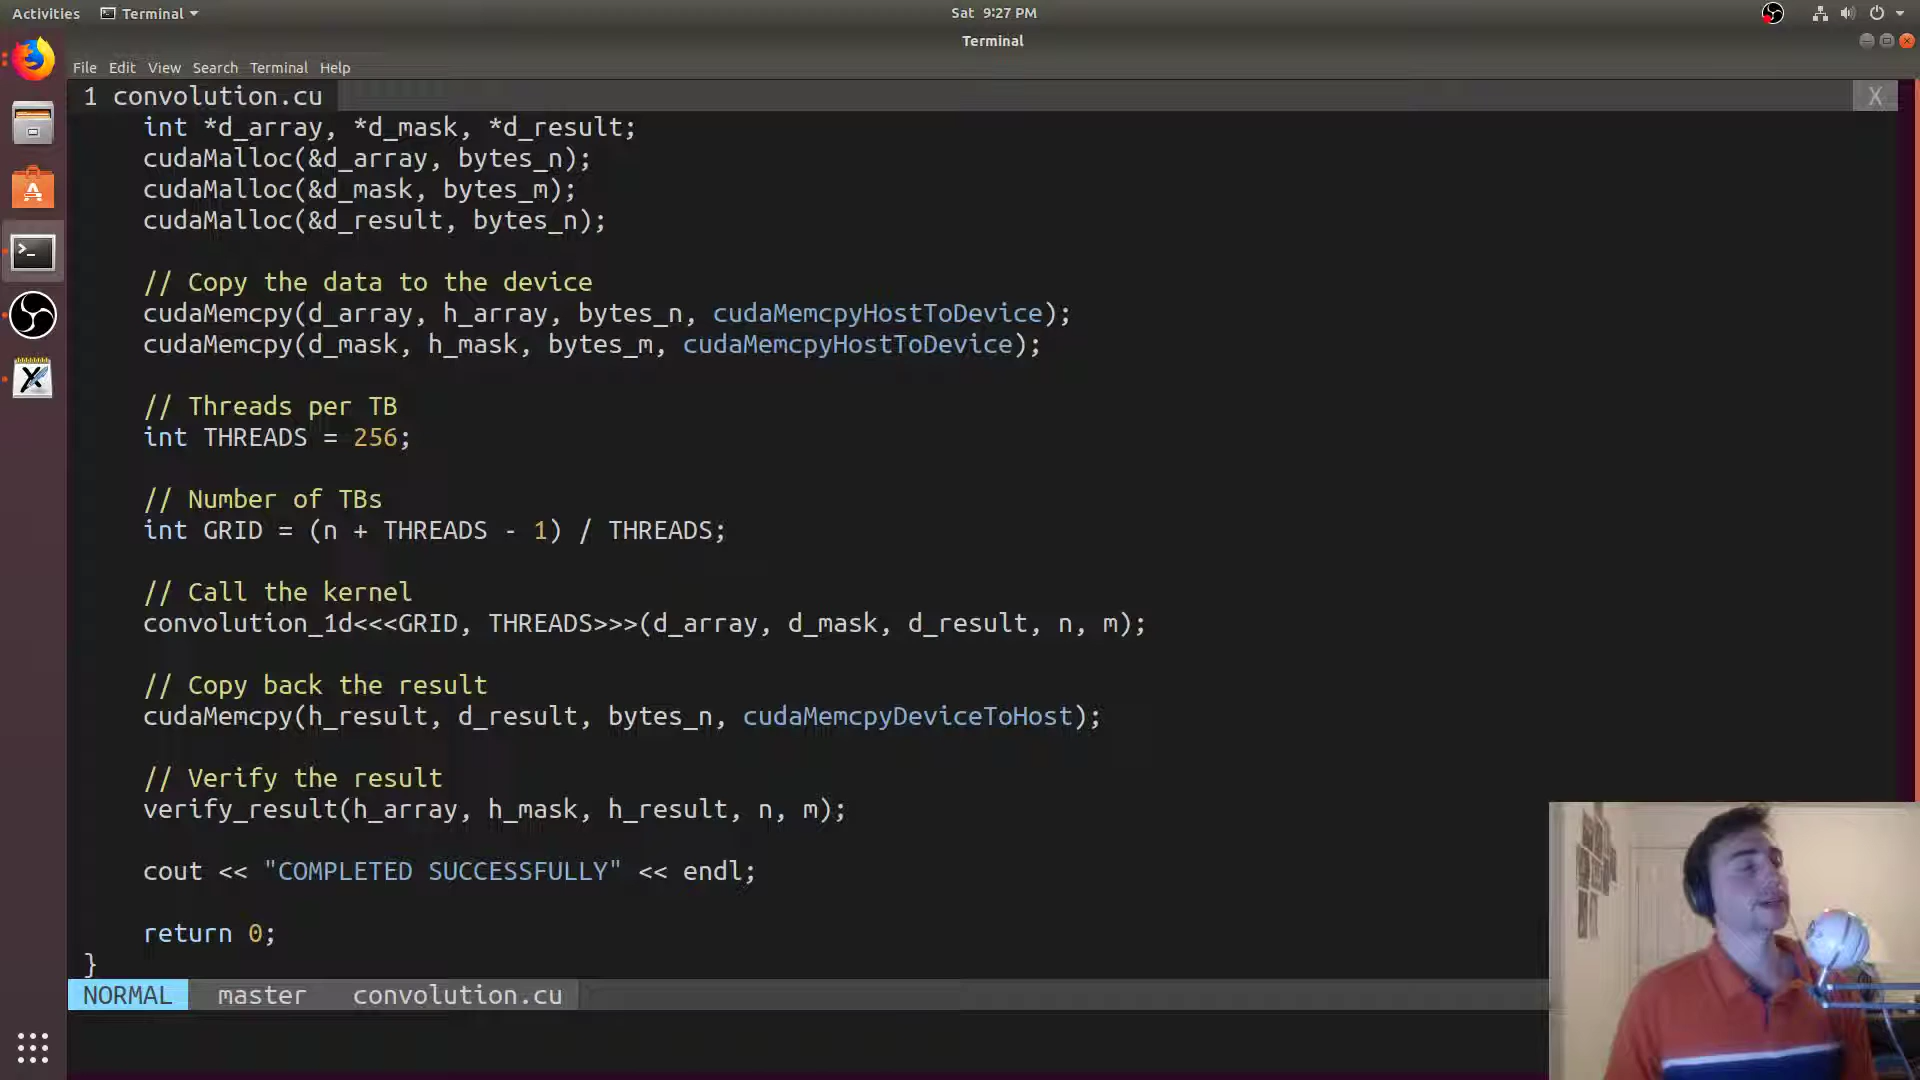 Activities Terminal Sat 9:27 PM
Terminal
File Edit View Search Terminal Help
1 convolution.cu X
int *d_array, *d_mask, *d_result;
cudaMalloc(&d_array, bytes_n);
cudaMalloc(&d_mask, bytes_m);
cudaMalloc(&d_result, bytes_n);
// Copy the data to the device
cudaMemcpy(d_array, h_array, bytes_n, cudaMemcpyHostToDevice);
cudaMemcpy(d_mask, h_mask, bytes_m, cudaMemcpyHostToDevice);
// Threads per TB
int THREADS = 256;
// Number of TBs
int GRID = (n + THREADS - 1) / THREADS;
// Call the kernel
convolution_1d<<<GRID, THREADS>>>(d_array, d_mask, d_result, n, m);
// Copy back the result
cudaMemcpy(h_result, d_result, bytes_n, cudaMemcpyDeviceToHost);
// Verify the result
verify_result(h_array, h_mask, h_result, n, m);
cout << "COMPLETED SUCCESSFULLY" << endl;
return 0;
}
NORMAL master convolution.cu